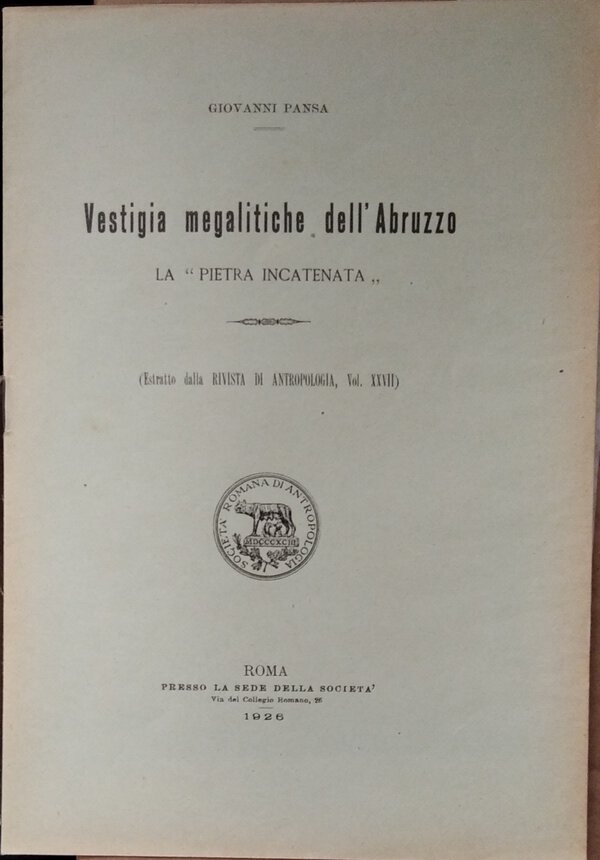 GIOVANNI PANSA
Vestigia megalitiche dell'Abruzzo
LA “ PIETRA INCATENATA „
(Estratto dalla RIVISTA DI ANTROPOLOGIA, Vol. XXVII)
SOCIETÀ ROMANA DI ANTROPOLOGIA
MDCCCXCIII
ROMA
PRESSO LA SEDE DELLA SOCIETA'
Via del Collegio Romano, 26
1926